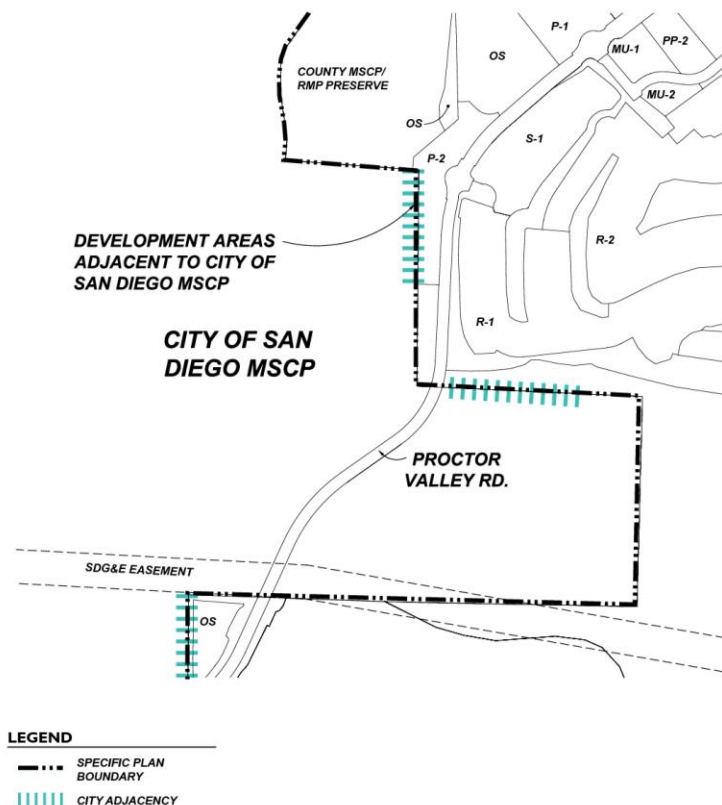 P-1
MU-1
PP-2
OS
COUNTY MSCP/
RMP PRESERVE
MU-2
OS
S-1
P-2
DEVELOPMENT AREAS
ADJACENT TO CITY OF
SAN DIEGO MSCP
R-2
CITY OF SAN
DIEGO MSCP
R-1
PROCTOR
VALLEY RD.
SDG&E EASEMENT
OS
LEGEND
SPECIFIC PLAN
BOUNDARY
CITY ADJACENCY